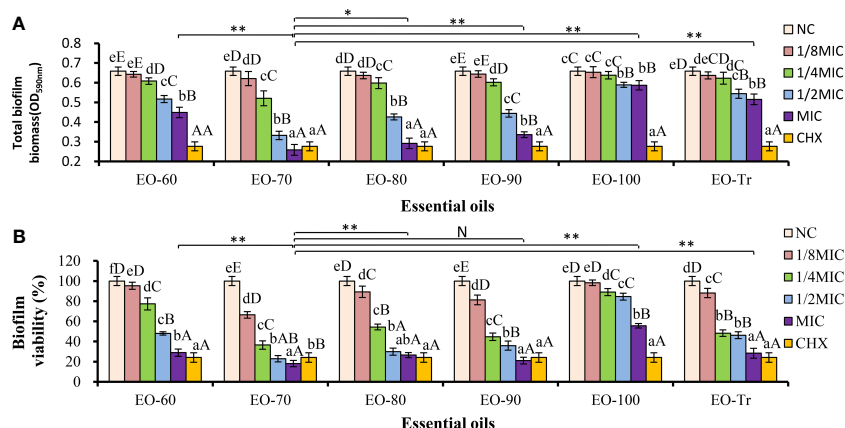 A
*
**
** ** **
NC
1/8MIC
1/4MIC
1/2MIC
MIC
CHX
Total biofilm
biomass(OD590nm)
0.8
0.7
0.6
0.5
0.4
0.3
0.2
eE eE dD cC bB AA
eD dD cC bB aA aA
dD dD cC bB aA aA
eE eE dD cC bB aA
cC cC cC bB bB aA
eD deCD dC cB bB aA
EO-60 EO-70 EO-80 EO-90 EO-100 EO-Tr
Essential oils
B
**
N
** ** **
NC
1/8MIC
1/4MIC
1/2MIC
MIC
CHX
Biofilm
viability (%)
120
100
80
60
40
20
0
fD eD dC cB bA aA
eE dD cC bAB aA bB
eD dC cB bA abA aA
eE dD cC bB aA aA
eD eD dC cC bB aA
dD cC bB bB aA aA
EO-60 EO-70 EO-80 EO-90 EO-100 EO-Tr
Essential oils